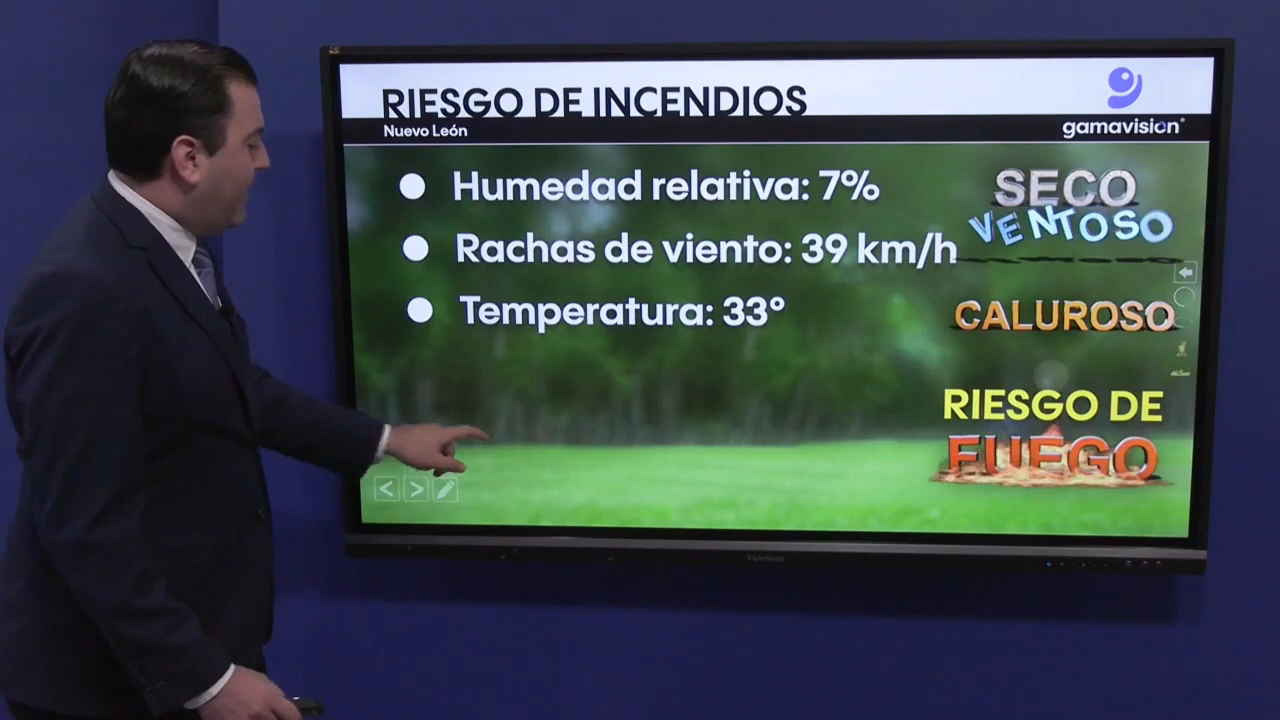 RIESGO DE INCENDIOS
Nuevo León
gamavision
Humedad relativa: 7%
Rachas de viento: 39 km/h
Temperatura: 33°
SECO
VENTOSO
CALUROSO
RIESGO DE
FUEGO
ViewSonic